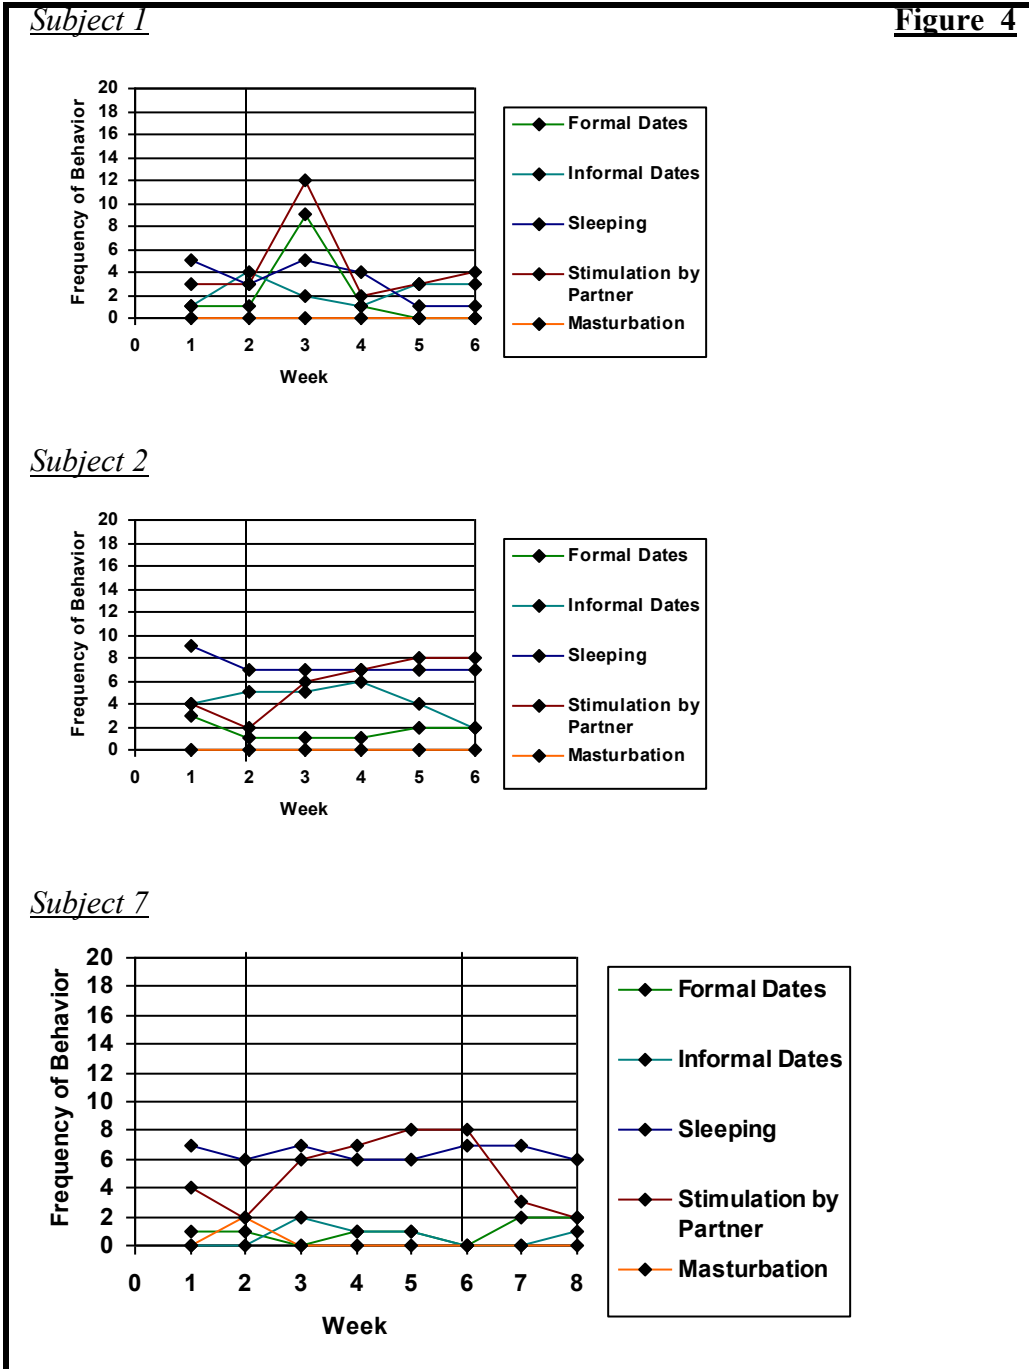 Subject 1 Figure 4
20
18
16
14
12
10
8
6
4
2
0
Frequency of Behavior
0 1 2 3 4 5 6
Week
Formal Dates
Informal Dates
Sleeping
Stimulation by
Partner
Masturbation
Subject 2
20
18
16
14
12
10
8
6
4
2
0
Frequency of Behavior
0 1 2 3 4 5 6
Week
Formal Dates
Informal Dates
Sleeping
Stimulation by
Partner
Masturbation
Subject 7
20
18
16
14
12
10
8
6
4
2
0
Frequency of Behavior
0 1 2 3 4 5 6 7 8
Week
Formal Dates
Informal Dates
Sleeping
Stimulation by
Partner
Masturbation